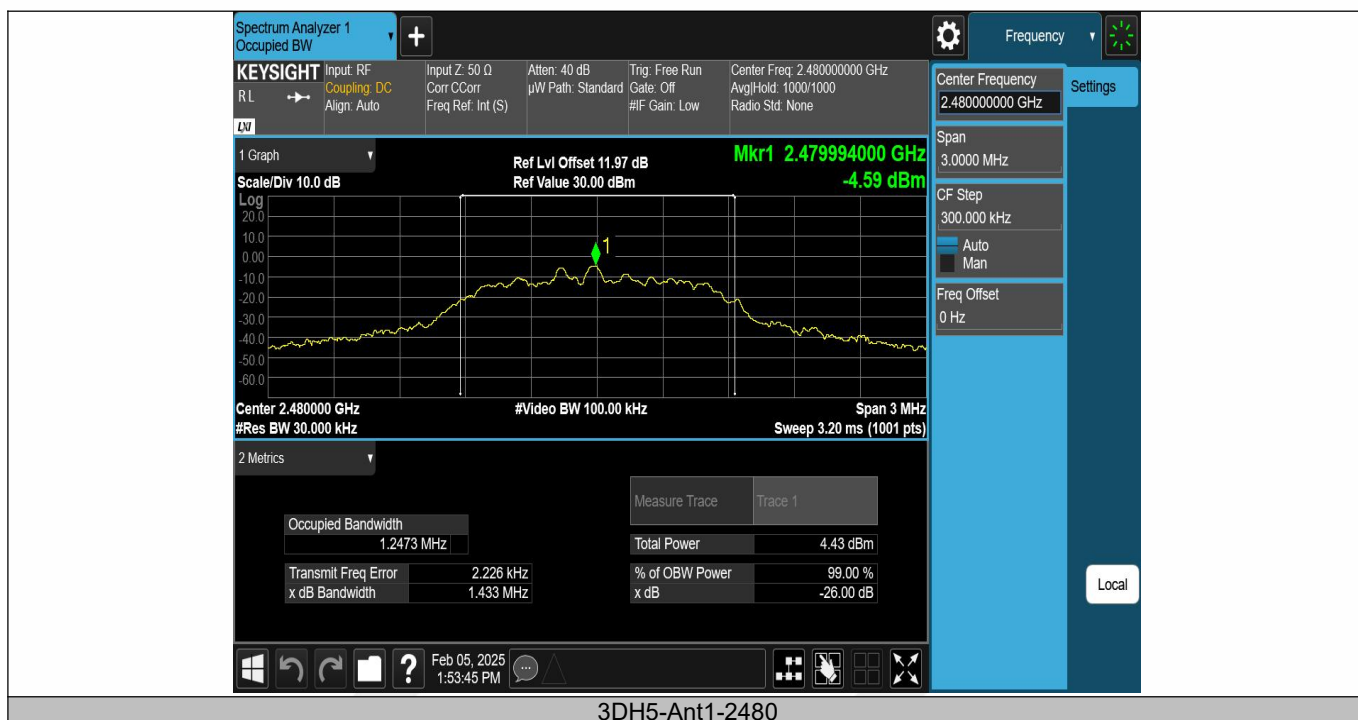 Spectrum Analyzer 1
Occupied BW
+
Frequency
KEYSIGHT
R L
LXI
Input: RF
Coupling: DC
Align: Auto
Input Z: 50 Ω
Corr CCorr
Freq Ref: Int (S)
Atten: 40 dB
µW Path: Standard
Trig: Free Run
Gate: Off
#IF Gain: Low
Center Freq: 2.480000000 GHz
Avg|Hold: 1000/1000
Radio Std: None
Center Frequency
2.480000000 GHz
Settings
Span
3.0000 MHz
CF Step
300.000 kHz
Auto
Man
Freq Offset
0 Hz
Local
1 Graph
Scale/Div 10.0 dB
Ref Lvl Offset 11.97 dB
Ref Value 30.00 dBm
Mkr1 2.479994000 GHz
-4.59 dBm
Log
20.0
10.0
0.00
-10.0
-20.0
-30.0
-40.0
-50.0
-60.0
1
Center 2.480000 GHz
#Res BW 30.000 kHz
#Video BW 100.00 kHz
Span 3 MHz
Sweep 3.20 ms (1001 pts)
2 Metrics
Measure Trace Trace 1
Occupied Bandwidth
1.2473 MHz
Total Power 4.43 dBm
Transmit Freq Error 2.226 kHz
% of OBW Power 99.00 %
x dB Bandwidth 1.433 MHz
x dB -26.00 dB
?
Feb 05, 2025
1:53:45 PM
3DH5-Ant1-2480